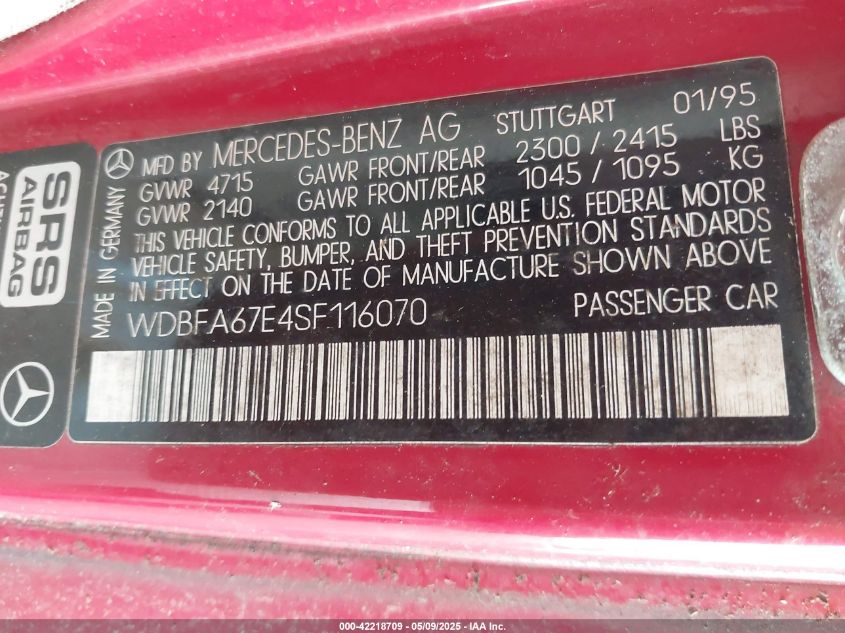 MFD BY MERCEDES-BENZ AG STUTTGART 01/95
GVWR 4715 GAWR FRONT/REAR 2300 / 2415 LBS
GVWR 2140 GAWR FRONT/REAR 1045 / 1095 KG
THIS VEHICLE CONFORMS TO ALL APPLICABLE U.S. FEDERAL MOTOR
VEHICLE SAFETY, BUMPER, AND THEFT PREVENTION STANDARDS
IN EFFECT ON THE DATE OF MANUFACTURE SHOWN ABOVE
WDBFA67E4SF116070 PASSENGER CAR
MADE IN GERMANY
SRS
AIRBAG
000-42218709 - 05/09/2025 - IAA Inc.